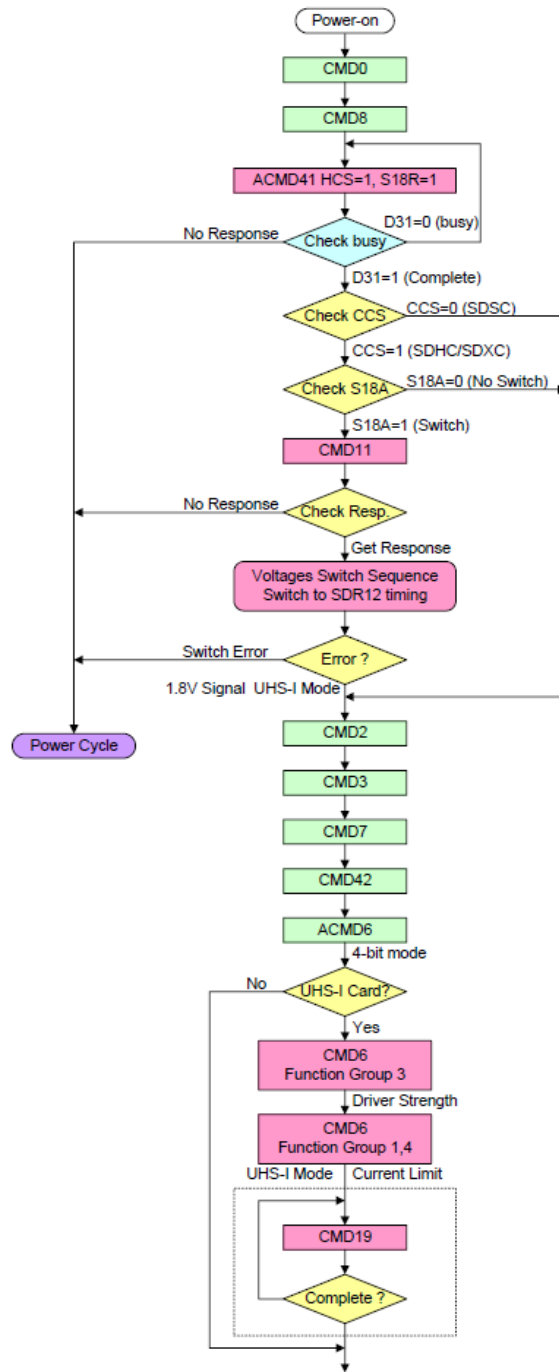 Power-on
CMD0
CMD8
ACMD41 HCS=1, S18R=1
D31=0 (busy)
No Response
Check busy
D31=1 (Complete)
Check CCS
CCS=0 (SDSC)
CCS=1 (SDHC/SDXC)
Check S18A
S18A=0 (No Switch)
S18A=1 (Switch)
CMD11
No Response
Check Resp.
Get Response
Voltages Switch Sequence
Switch to SDR12 timing
Switch Error
Error ?
1.8V Signal UHS-I Mode
Power Cycle
CMD2
CMD3
CMD7
CMD42
ACMD6
4-bit mode
No
UHS-I Card?
Yes
CMD6
Function Group 3
Driver Strength
CMD6
Function Group 1,4
UHS-I Mode
Current Limit
CMD19
Complete ?